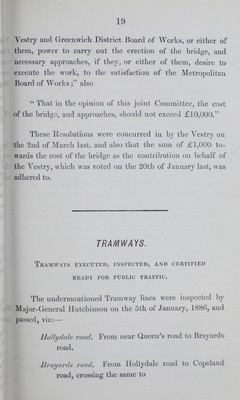 19
Vestry and Greenwich District Board of Works, or either of
them, power to carry out the erection of the bridge, and
necessary approaches, if they, or either of them, desire to
execute the work, to the satisfaction of the Metropolitan
Board of Works;” also
“ That in the opinion of this joint Committee, the cost
of the bridge, and approaches, should not exceed £10,000.”
These Resolutions were concurred in by the Vestry on
the 2nd of March last. and also that the sum of £1,000 to-
wards the cost of the bridge as the contribution on behalf of
the Vestry, which was voted on the 20th of January last, was
adhered to.
TRAMWAYS.
TRAMWAYS EXECUTED, INSPECTED, AND CERTIFIED
READY FOR PUBLIC TRAFFIC.
The undermentioned Tramway lines were inspected by
Major-General Hutchinson on the 5th of January, 1886, and
passed, viz:—
Hollydale road. From near Queen's road to Brayards
road.
Brayards road. From Hollydale road to Copeland
road, crossing the same to